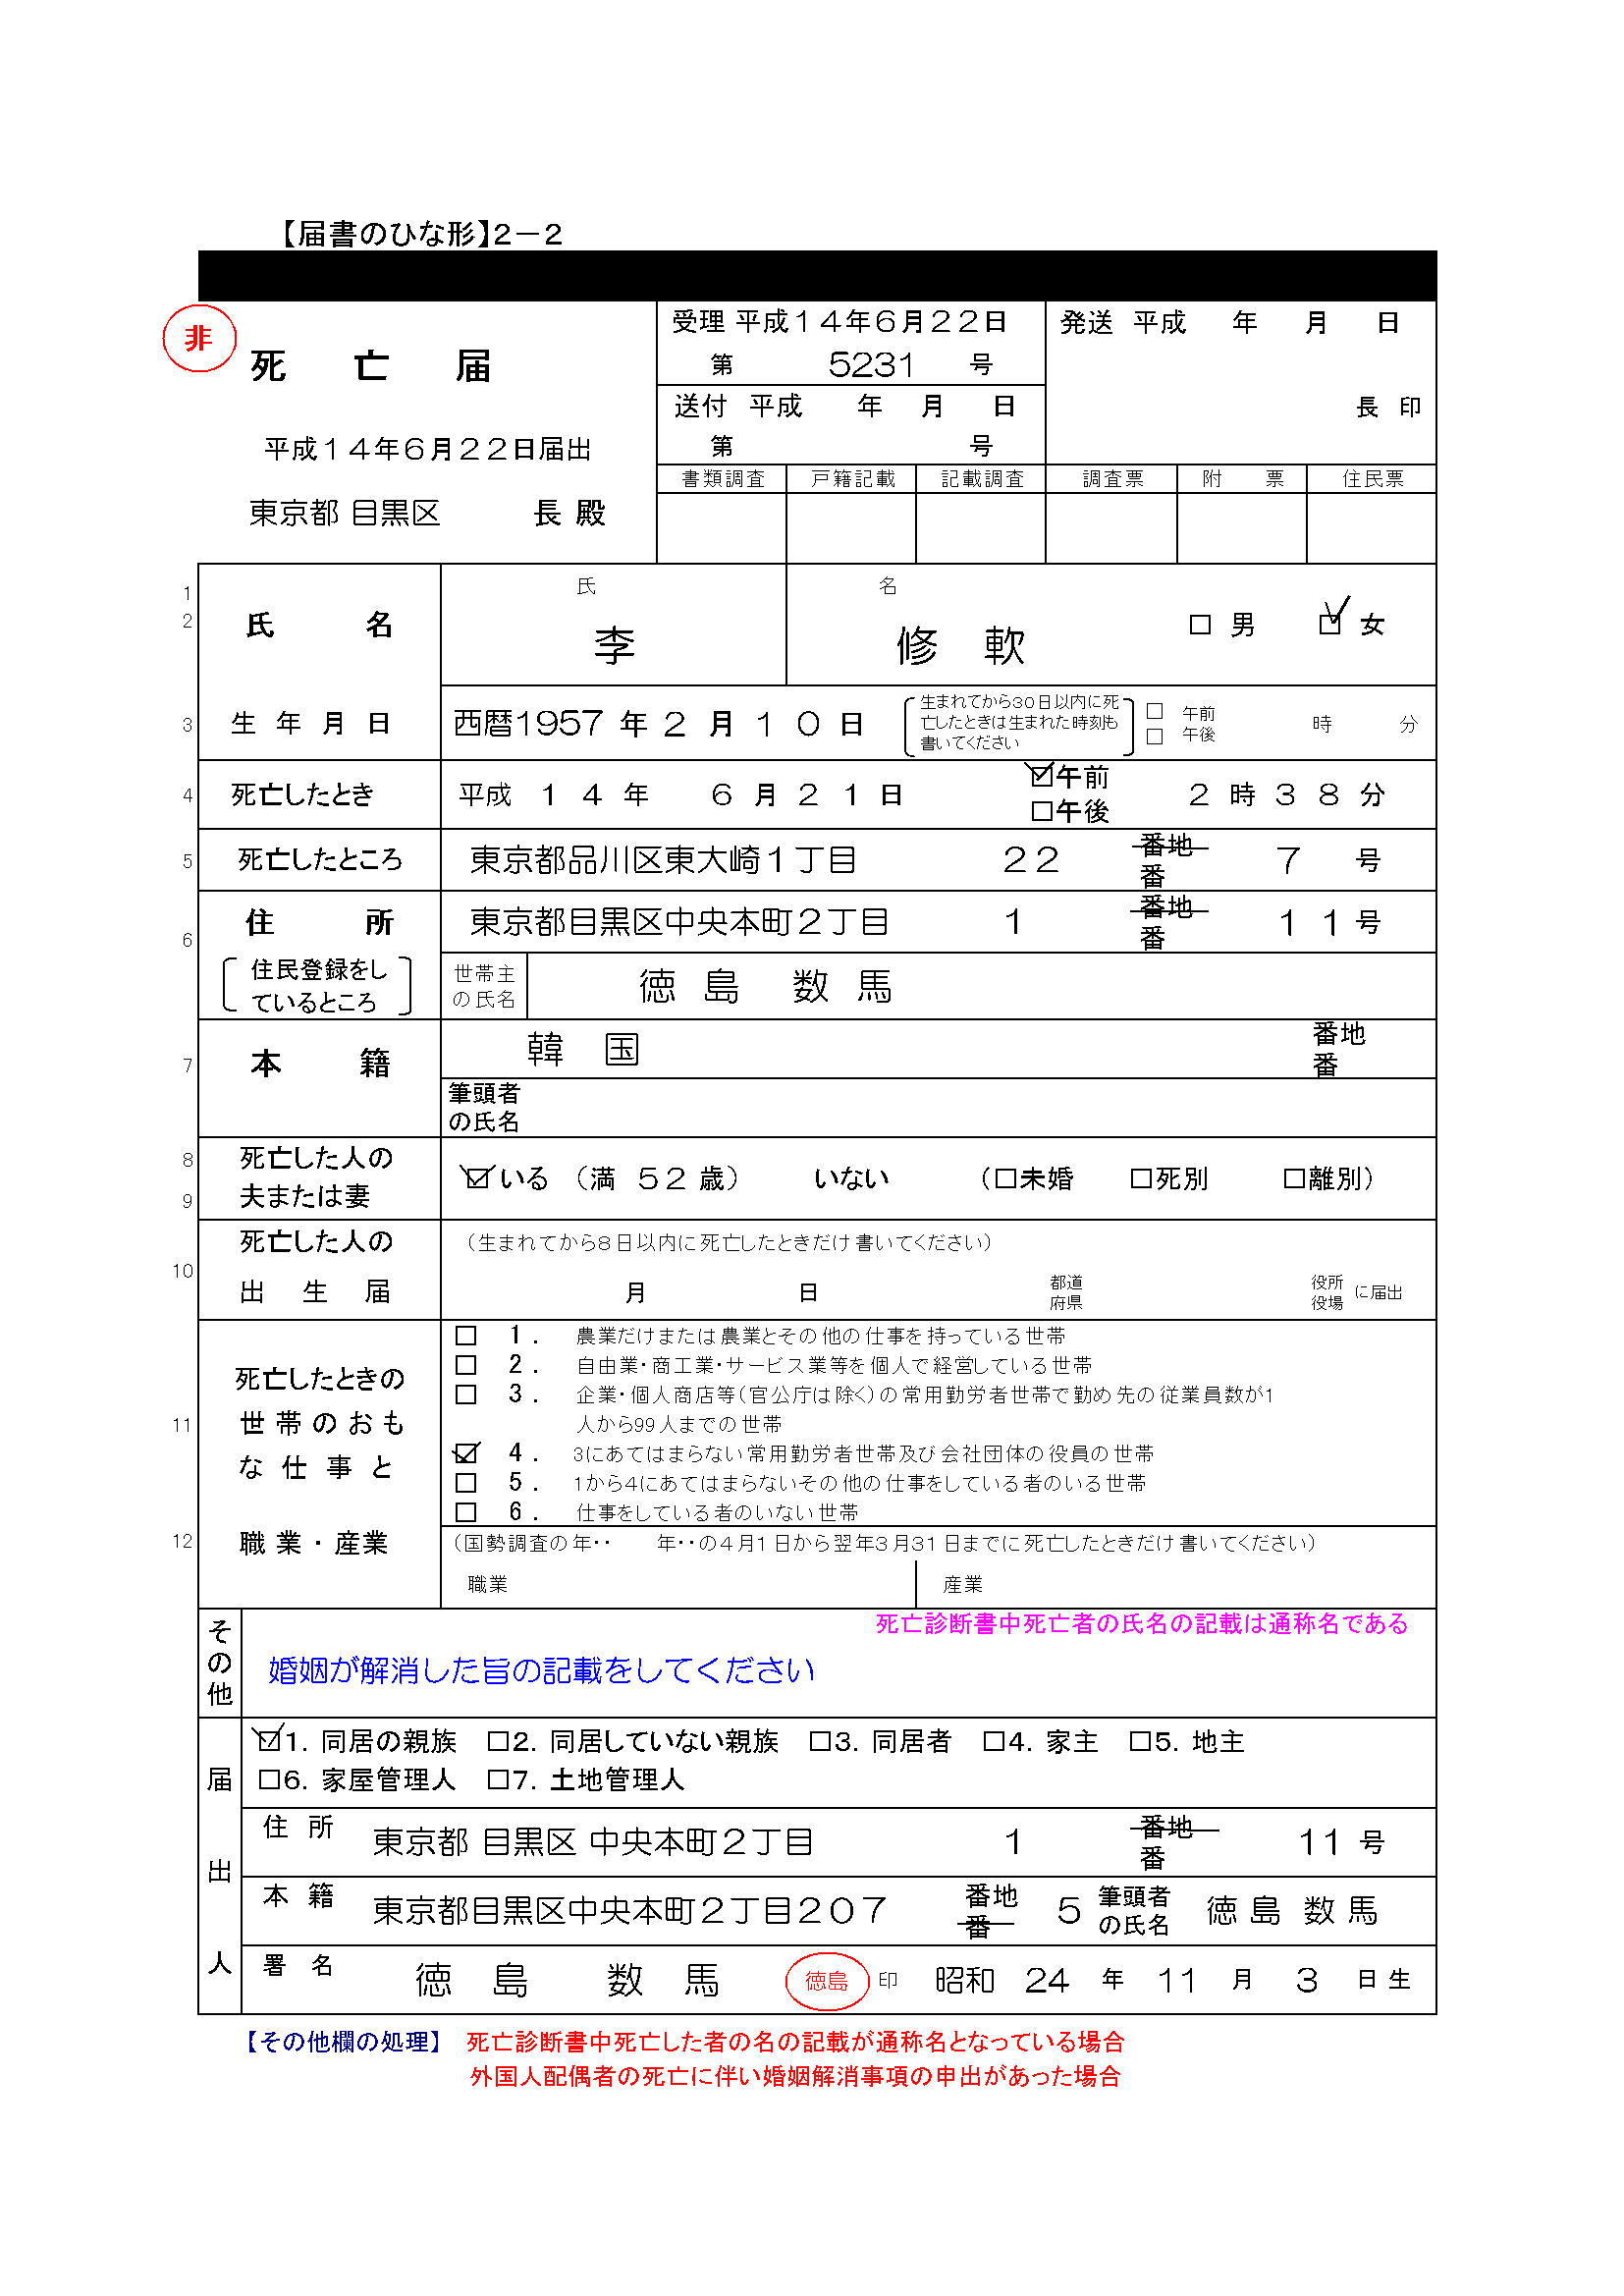 【届書のひな形】2－2
非
死亡届
平成14年6月22日届出
東京都 目黒区 長 殿
受理 平成14年6月22日
第 5231 号
送付 平成 年 月 日
第 号
発送 平成 年 月 日
長 印
書類調査 戸籍記載 記載調査 調査票 附 票 住民票
1
2
氏 名
氏 名
李 修 軟
□ 男 □ 女
3
生 年 月 日
西暦1957 年 2 月 10 日
生まれてから30日以内に死
亡したときは生まれた時刻も
書いてください
□ 午前
□ 午後
時 分
4
死亡したとき
平成 14 年 6 月 21 日
□午前
□午後
2 時 38 分
5
死亡したところ
東京都品川区東大崎1丁目 22 番地
番
7 号
6
住 所
住民登録をし
ているところ
東京都目黒区中央本町2丁目 1 番地
番
11 号
世帯主
の氏名
徳島 数馬
7
本 籍
韓 国
番地
番
筆頭者
の氏名
8
9
死亡した人の
夫または妻
□いる （満 52 歳） いない （□未婚 □死別 □離別）
10
死亡した人の
出 生 届
（生まれてから8日以内に死亡したときだけ書いてください）
月 日 都道
府県
役所
役場
に届出
11
死亡したときの
世帯のおも
な仕事と
□ 1． 農業だけまたは農業とその他の仕事を持っている世帯
□ 2． 自由業・商工業・サービス業等を個人で経営している世帯
□ 3． 企業・個人商店等（官公庁は除く）の常用勤労者世帯で勤め先の従業員数が1
人から99人までの世帯
□ 4． 3にあてはまらない常用勤労者世帯及び会社団体の役員の世帯
□ 5． 1から4にあてはまらないその他の仕事をしている者のいる世帯
□ 6． 仕事をしている者のいない世帯
12
職業・産業
（国勢調査の年・・ 年・・の4月1日から翌年3月31日までに死亡したときだけ書いてください）
職業 産業
その他
死亡診断書中死亡者の氏名の記載は通称名である
婚姻が解消した旨の記載をしてください
届出人
□1．同居の親族 □2．同居していない親族 □3．同居者 □4．家主 □5．地主
□6．家屋管理人 □7．土地管理人
住 所
東京都 目黒区 中央本町2丁目 1 番地
番
11 号
本 籍
東京都目黒区中央本町2丁目207 番地
番
5 筆頭者
の氏名
徳島 数馬
署 名
徳島 数馬 徳島 印 昭和 24 年 11 月 3 日生
【その他欄の処理】 死亡診断書中死亡した者の名の記載が通称名となっている場合
外国人配偶者の死亡に伴い婚姻解消事項の申出があった場合